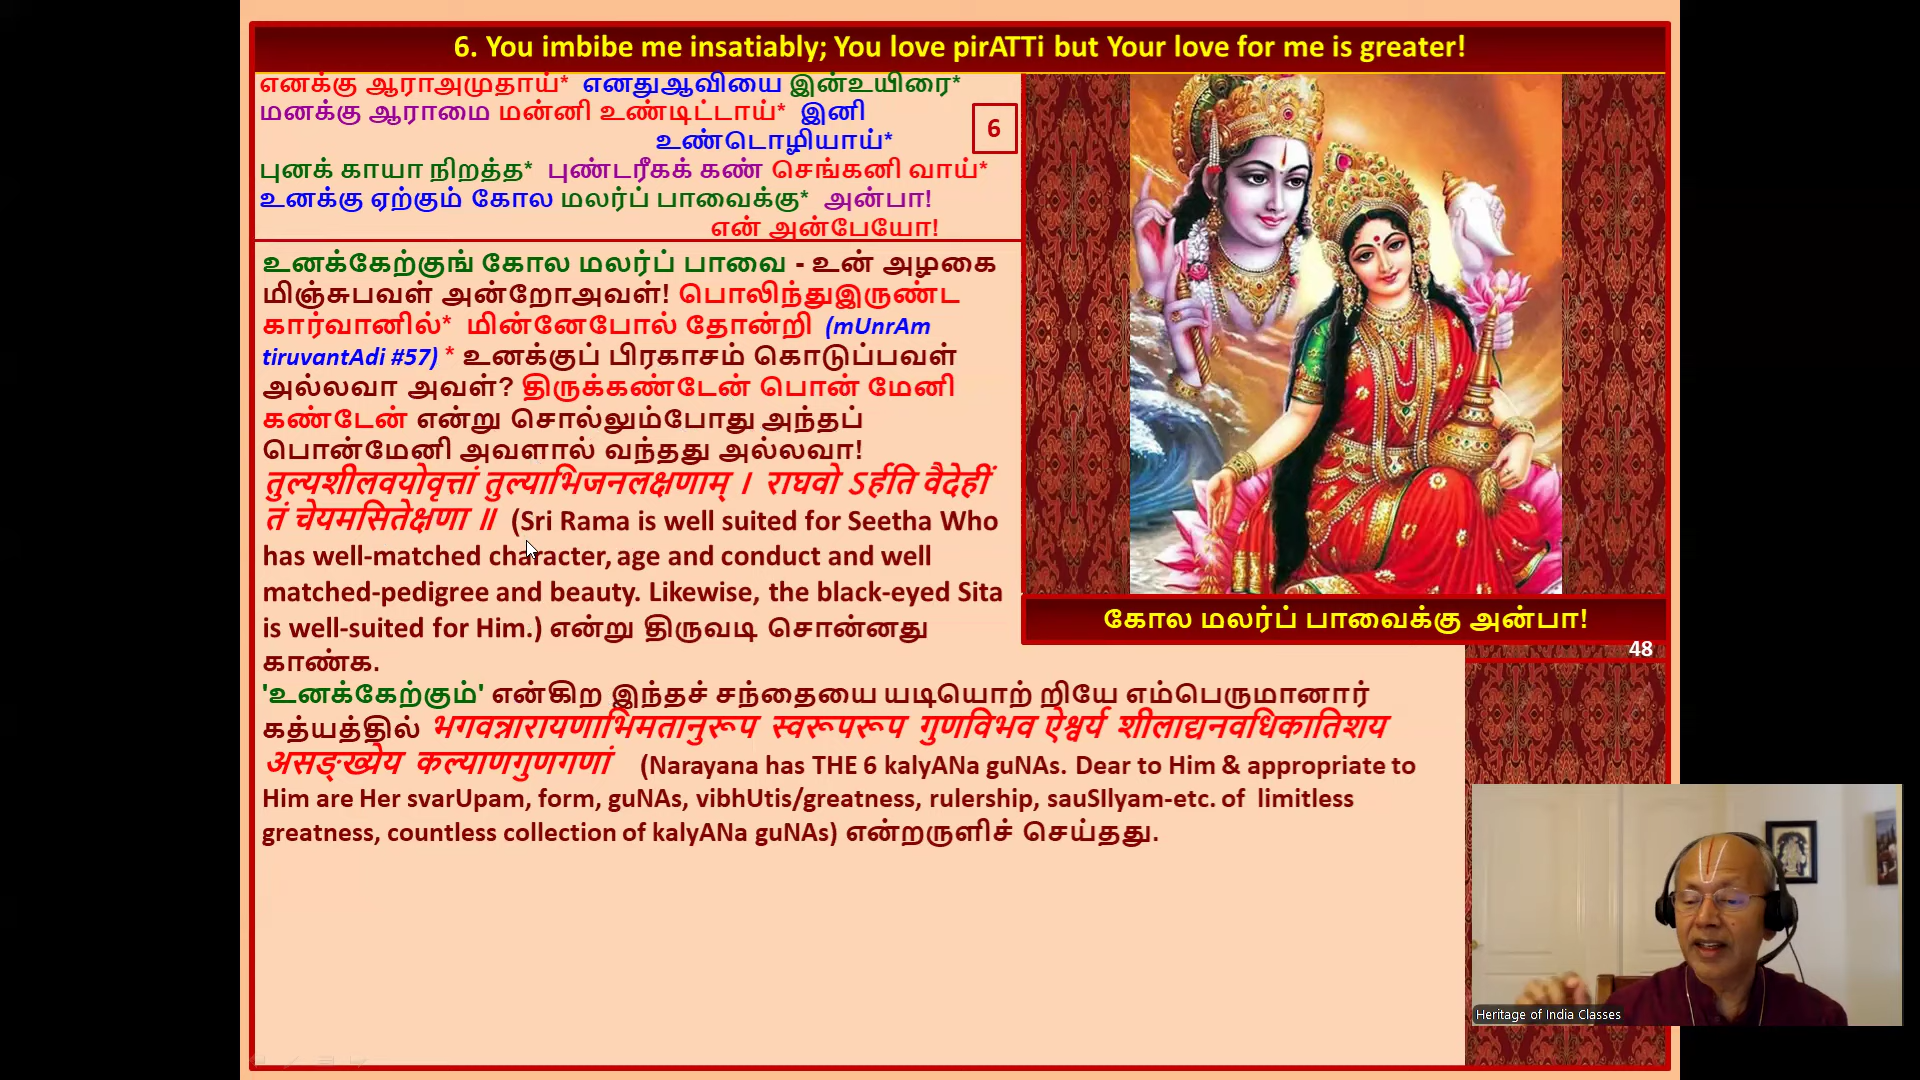 6. You imbibe me insatiably; You love pirATTi but Your love for me is greater!
எனக்கு ஆராஅமுதாய்* எனதுஆவியை இன்உயிரை*
மனக்கு ஆராமை மன்னி உண்டிட்டாய்* இனி
உண்டொழியாய்*
6
புனக் காயா நிறத்த* புண்டரீகக் கண் செங்கனி வாய்*
உனக்கு ஏற்கும் கோல மலர்ப் பாவைக்கு* அன்பா!
என் அன்பேயோ!
உனக்கேற்குங் கோல மலர்ப் பாவை - உன் அழகை
மிஞ்சுபவள் அன்றோஅவள்! பொலிந்துஇருண்ட
கார்வானில்* மின்னேபோல் தோன்றி (mUnrAm
tiruvantAdi #57) * உனக்குப் பிரகாசம் கொடுப்பவள்
அல்லவா அவள்? திருக்கண்டேன் பொன் மேனி
கண்டேன் என்று சொல்லும்போது அந்தப்
பொன்மேனி அவளால் வந்தது அல்லவா!
तुल्यशीलवयोवृत्तां तुल्याभिजनलक्षणाम् । राघवो ऽर्हति वैदेहीं
तं चेयमसितेक्षणा ॥ (Sri Rama is well suited for Seetha Who
has well-matched character, age and conduct and well
matched-pedigree and beauty. Likewise, the black-eyed Sita
is well-suited for Him.) என்று திருவடி சொன்னது
காண்க.
'உனக்கேற்கும்' என்கிற இந்தச் சந்தையை யடியொற் றியே எம்பெருமானார்
கத்யத்தில் भगवन्नारायणाभिमतानुरूप स्वरूपरूप गुणविभव ऐश्वर्य शीलाद्यनवधिकातिशय
असङ्ख्येय कल्याणगुणगणां (Narayana has THE 6 kalyANa guNAs. Dear to Him & appropriate to
Him are Her svarUpam, form, guNAs, vibhUtis/greatness, rulership, sauSIlyam-etc. of limitless
greatness, countless collection of kalyANa guNAs) என்றருளிச் செய்தது.
கோல மலர்ப் பாவைக்கு அன்பா!
48
Heritage of India Classes